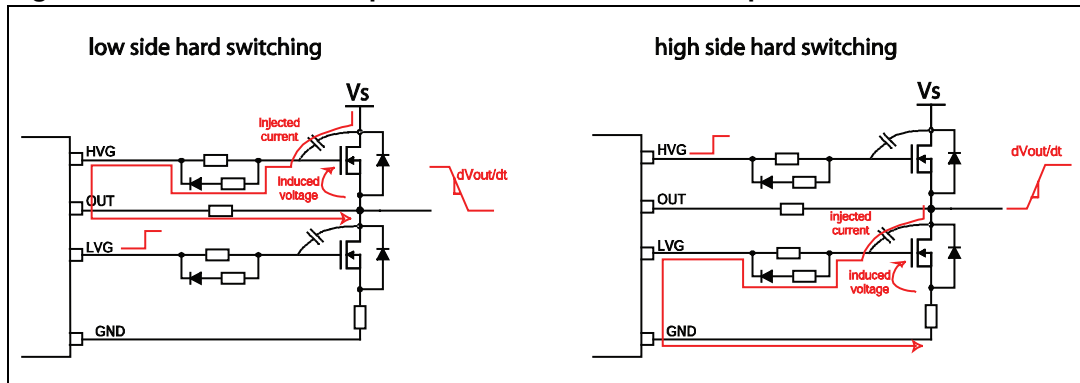 low side hard switching
Vs
Injected
current
HVG
Induced
voltage
dVout/dt
OUT
LVG
GND
high side hard switching
Vs
HVG
dVout/dt
OUT
injected
current
LVG
induced
voltage
GND